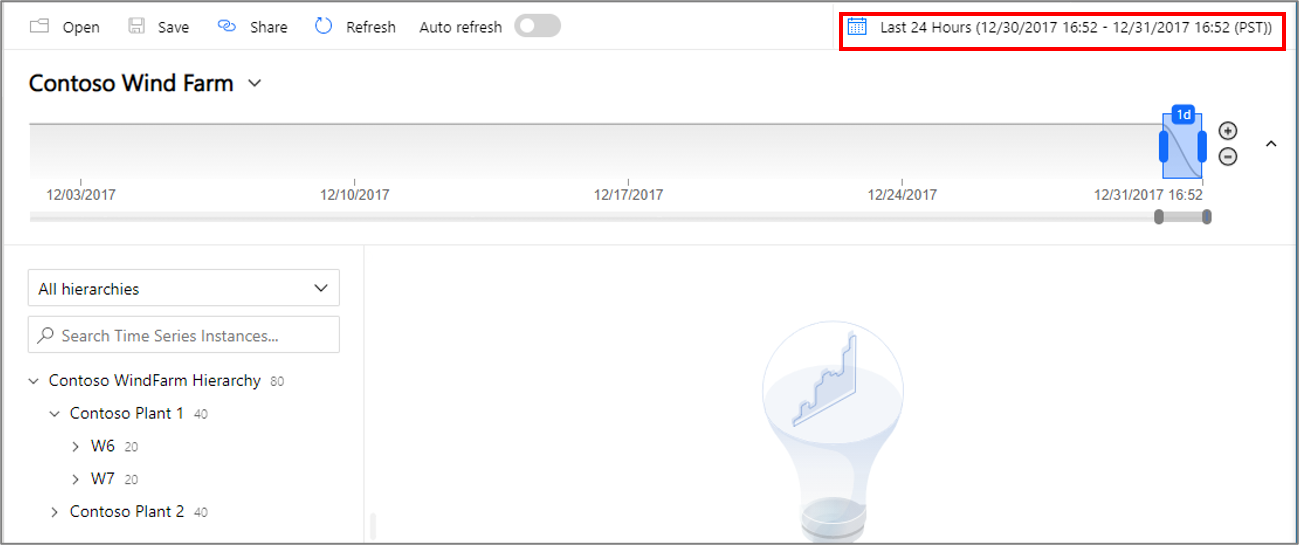 Open Save Share Refresh Auto refresh Last 24 Hours (12/30/2017 16:52 - 12/31/2017 16:52 (PST))
Contoso Wind Farm
1d
12/03/2017 12/10/2017 12/17/2017 12/24/2017 12/31/2017 16:52
All hierarchies
Search Time Series Instances...
Contoso WindFarm Hierarchy 80
Contoso Plant 1 40
W6 20
W7 20
Contoso Plant 2 40